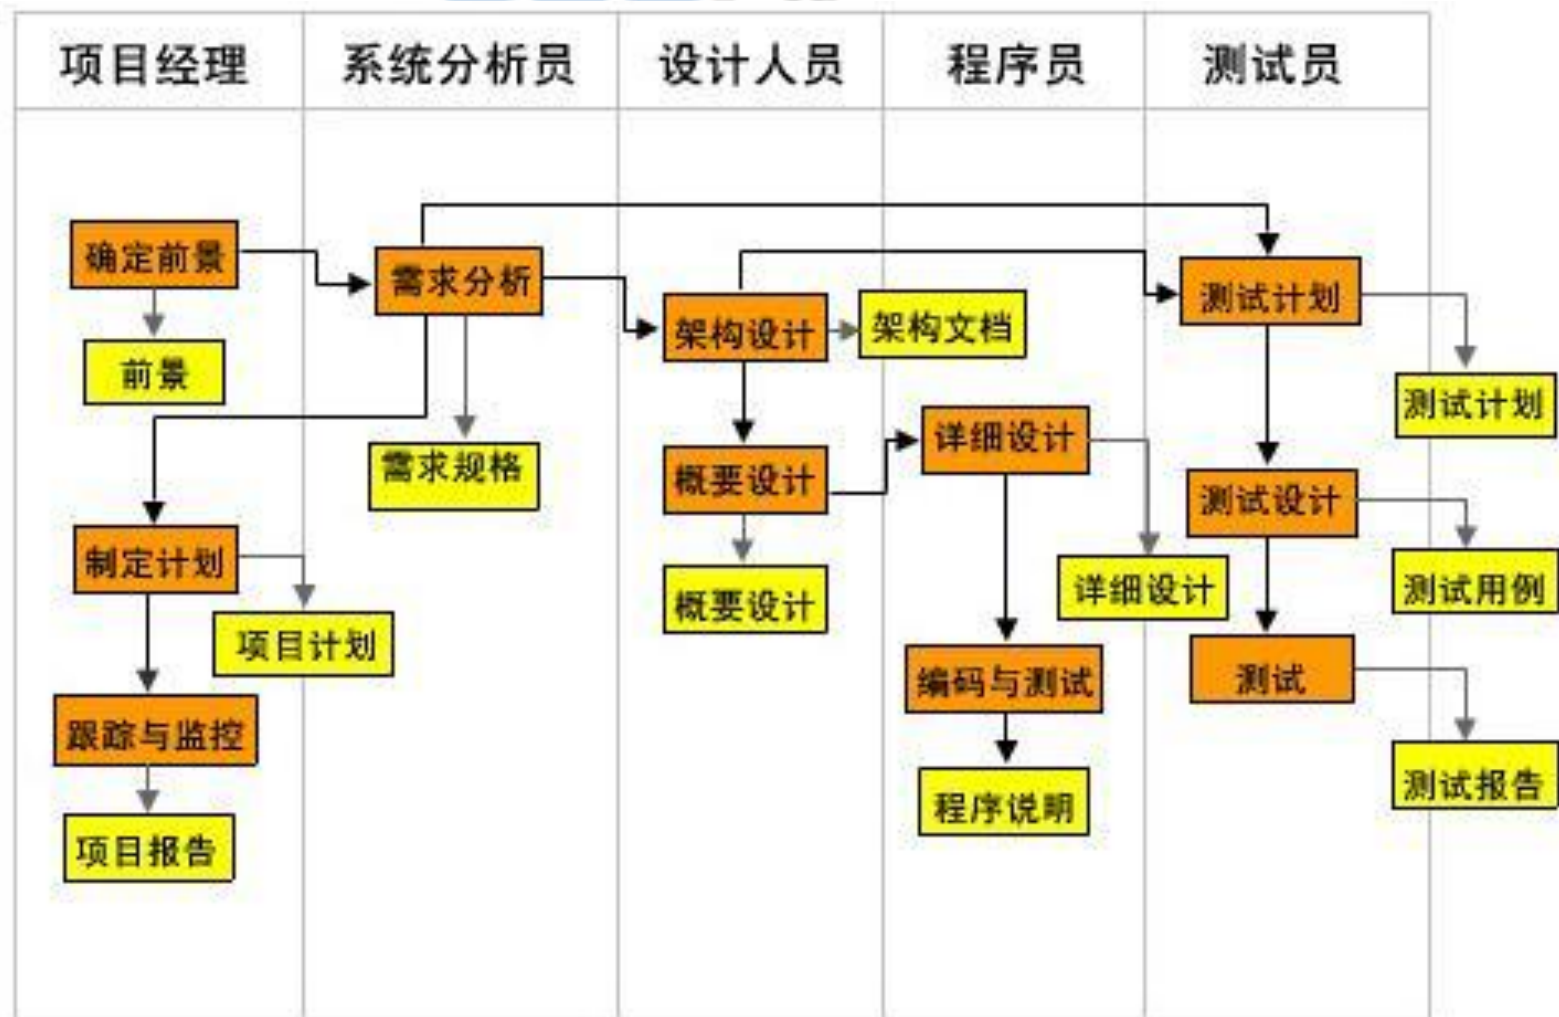 项目经理
系统分析员
设计人员
程序员
测试员
确定前景
前景
制定计划
项目计划
跟踪与监控
项目报告
需求分析
需求规格
架构设计
架构文档
概要设计
概要设计
详细设计
详细设计
编码与测试
程序说明
测试计划
测试计划
测试设计
测试用例
测试
测试报告